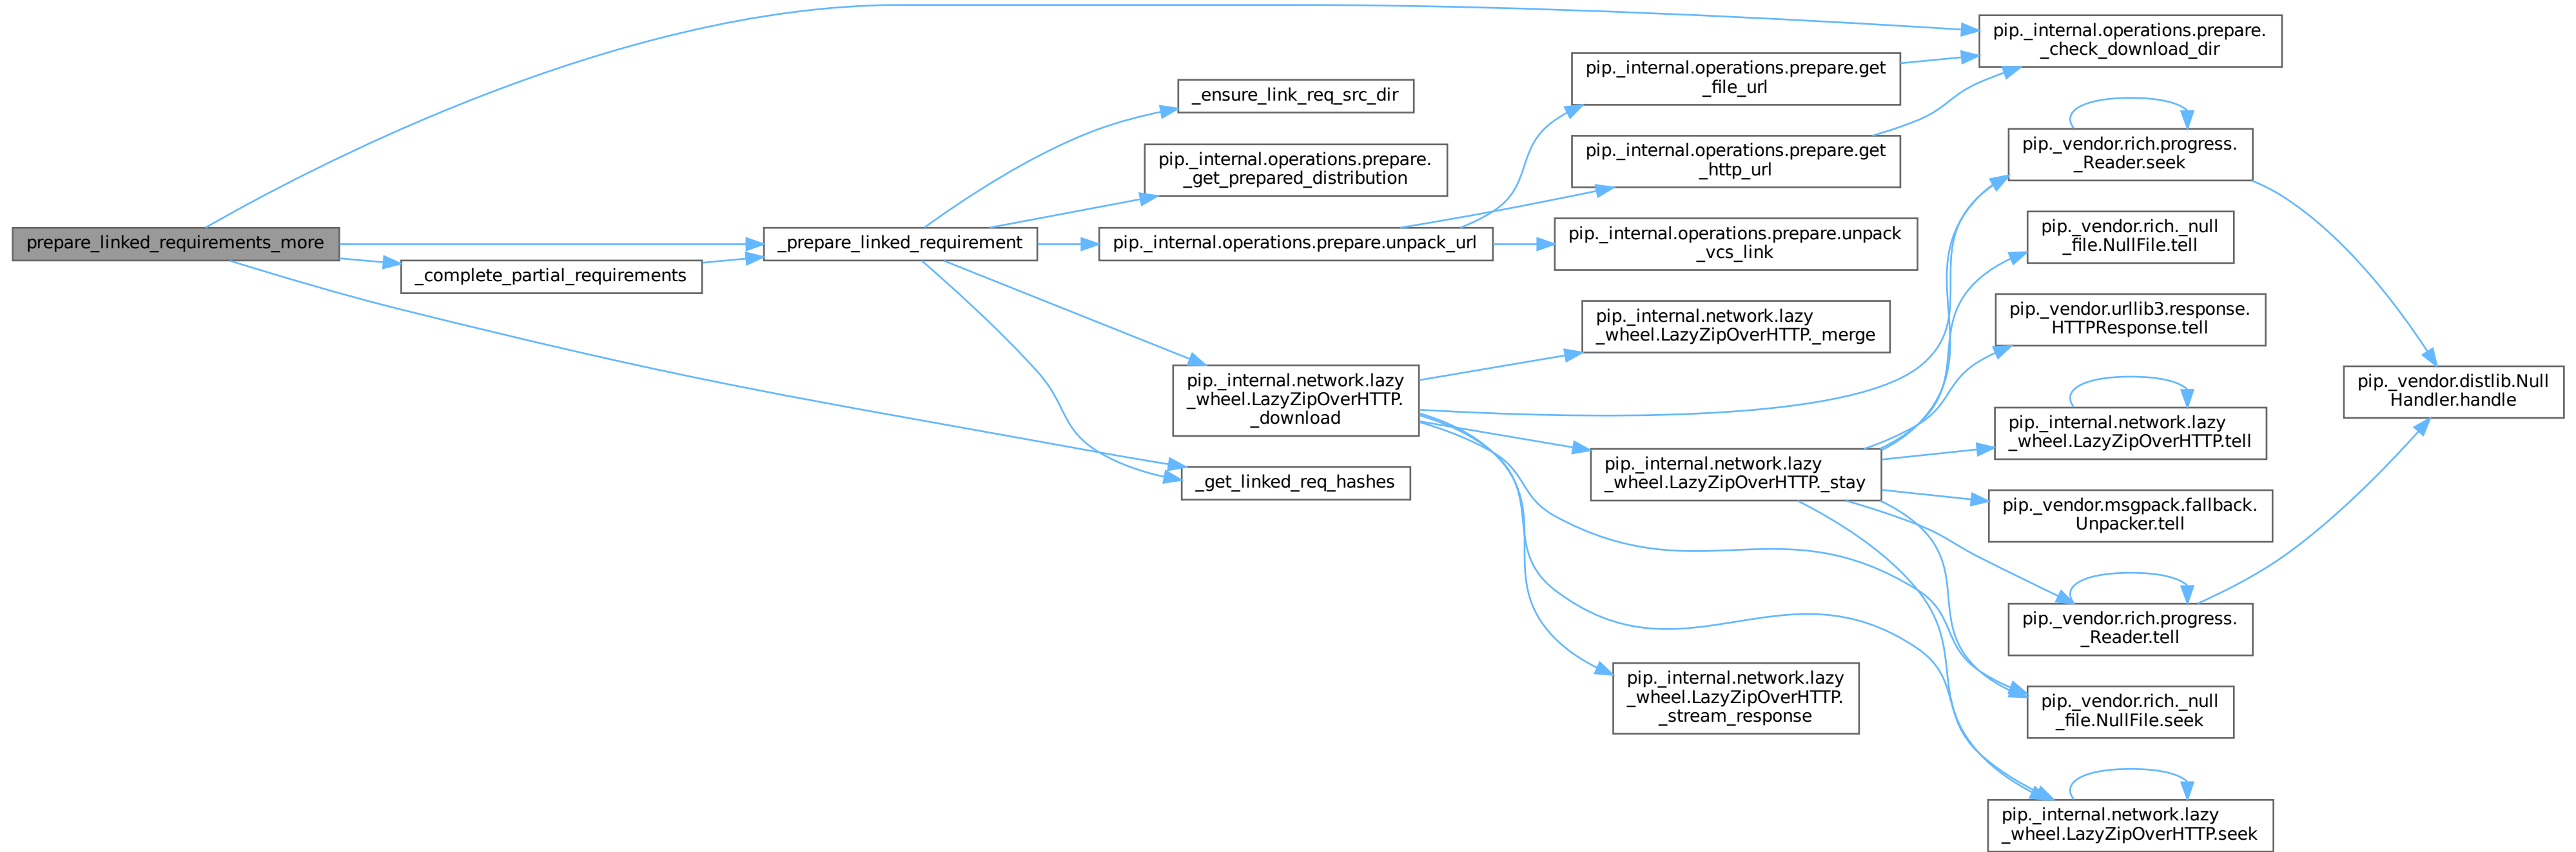 prepare_linked_requirements_more
_complete_partial_requirements
_prepare_linked_requirement
_ensure_link_req_src_dir
pip._internal.operations.prepare.
_get_prepared_distribution
pip._internal.operations.prepare.unpack_url
pip._internal.network.lazy
_wheel.LazyZipOverHTTP.
_download
_get_linked_req_hashes
pip._internal.operations.prepare.get
_file_url
pip._internal.operations.prepare.get
_http_url
pip._internal.operations.prepare.unpack
_vcs_link
pip._internal.network.lazy
_wheel.LazyZipOverHTTP._merge
pip._internal.network.lazy
_wheel.LazyZipOverHTTP._stay
pip._internal.network.lazy
_wheel.LazyZipOverHTTP.
_stream_response
pip._internal.operations.prepare.
_check_download_dir
pip._vendor.rich.progress.
_Reader.seek
pip._vendor.rich._null
_file.NullFile.tell
pip._vendor.urllib3.response.
HTTPResponse.tell
pip._internal.network.lazy
_wheel.LazyZipOverHTTP.tell
pip._vendor.msgpack.fallback.
Unpacker.tell
pip._vendor.rich.progress.
_Reader.tell
pip._vendor.rich._null
_file.NullFile.seek
pip._internal.network.lazy
_wheel.LazyZipOverHTTP.seek
pip._vendor.distlib.Null
Handler.handle